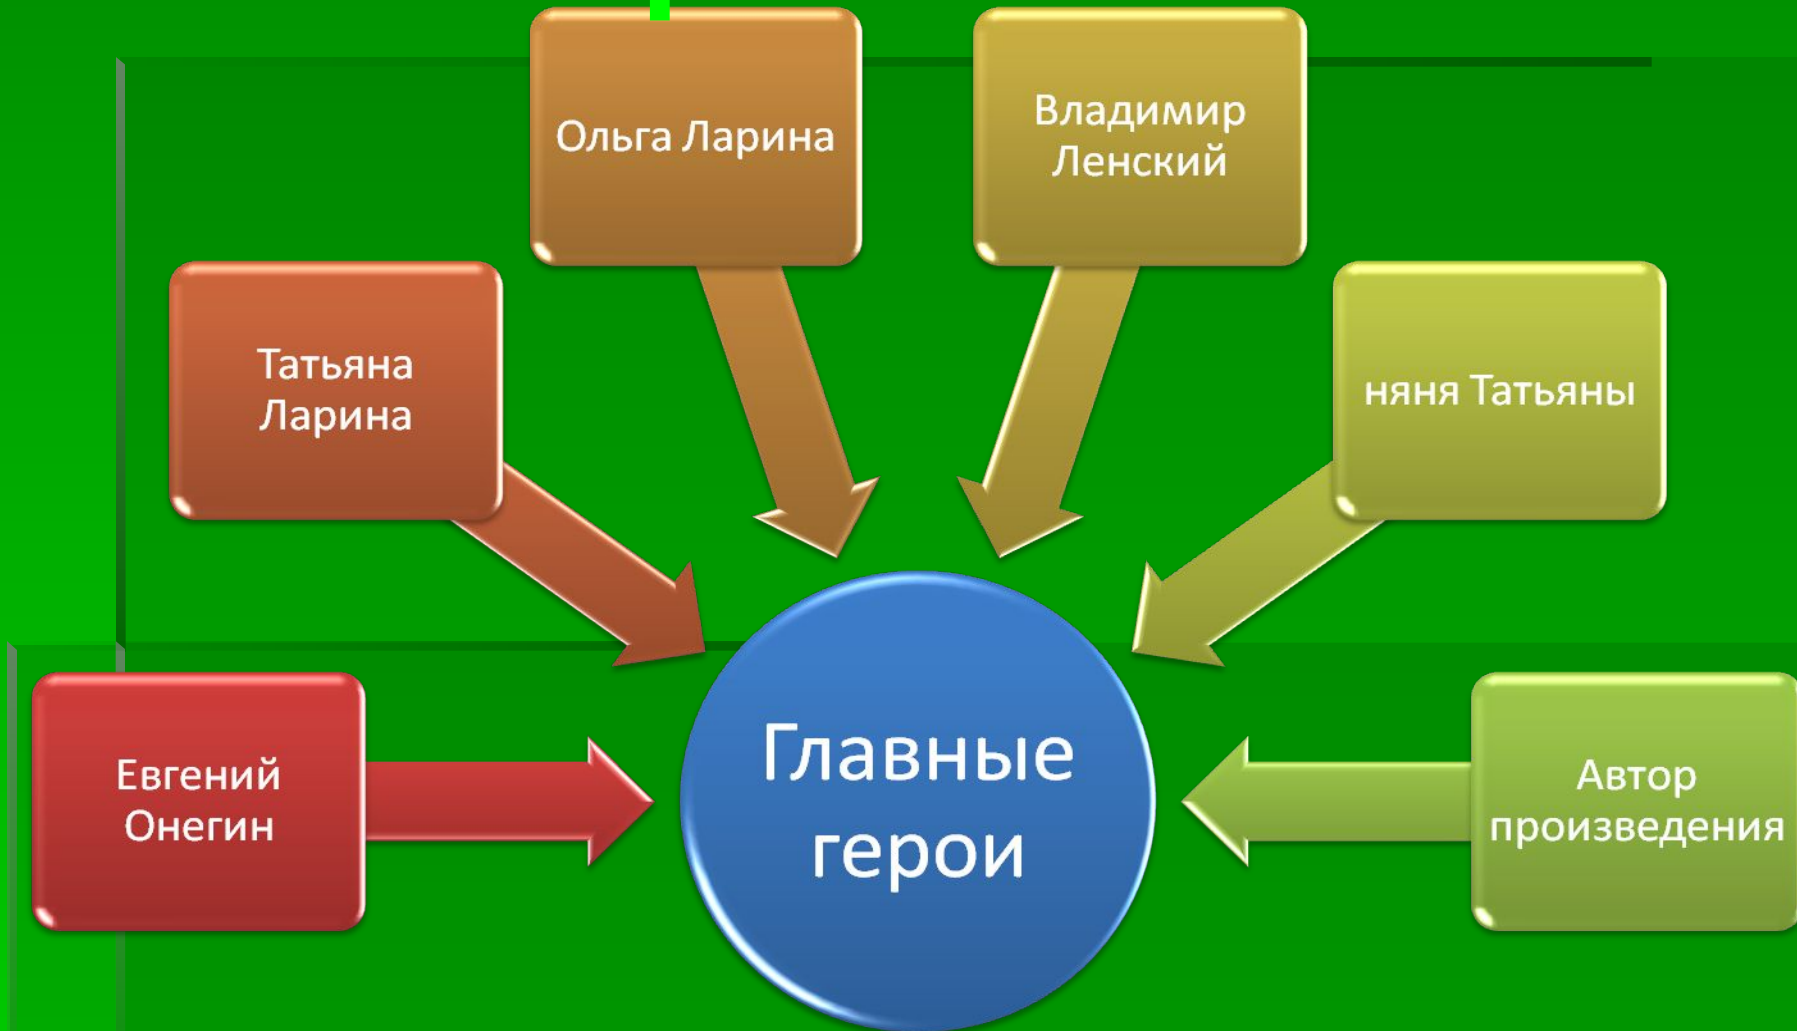 Ольга Ларина
Владимир
Ленский
Татьяна
Ларина
няня Татьяны
Евгений
Онегин
Главные
герои
Автор
произведения